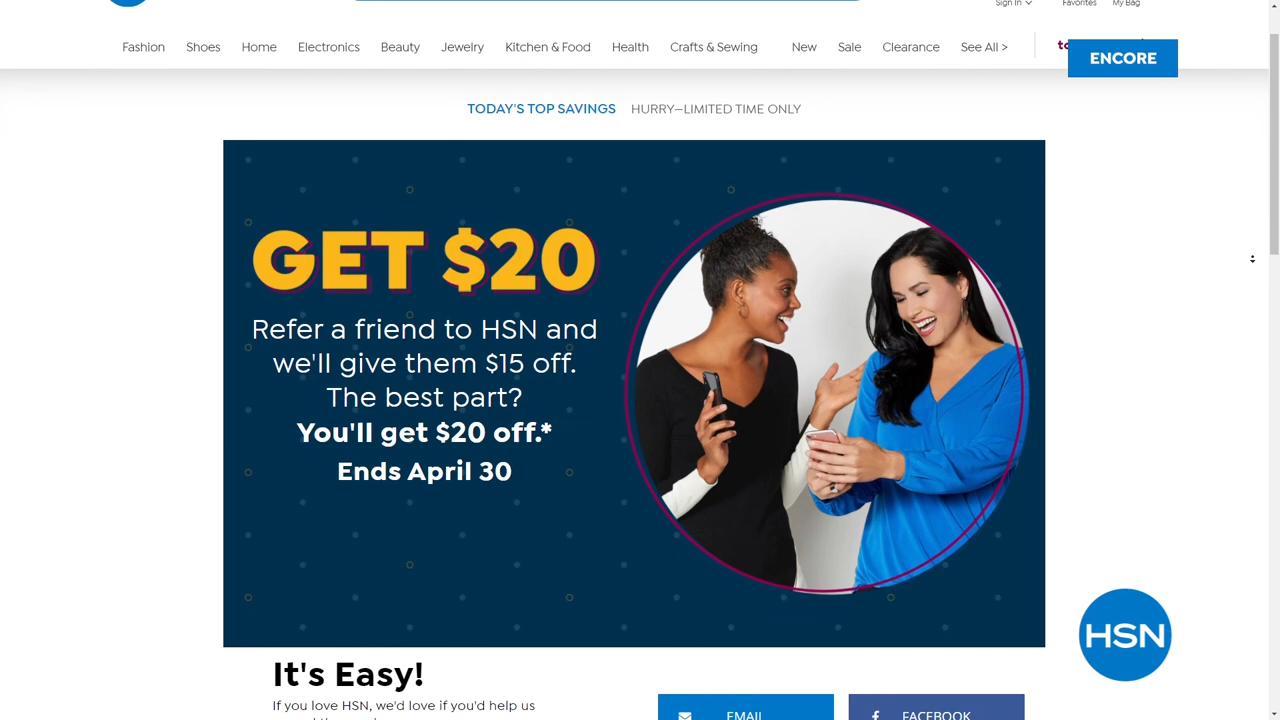 Sign In
Favorites
My Bag
Fashion Shoes Home Electronics Beauty Jewelry Kitchen & Food Health Crafts & Sewing New Sale Clearance See All >
ENCORE
TODAY'S TOP SAVINGS HURRY—LIMITED TIME ONLY
GET $20
Refer a friend to HSN and
we'll give them $15 off.
The best part?
You'll get $20 off.*
Ends April 30
HSN
It's Easy!
If you love HSN, we'd love if you'd help us
EMAIL
FACEBOOK